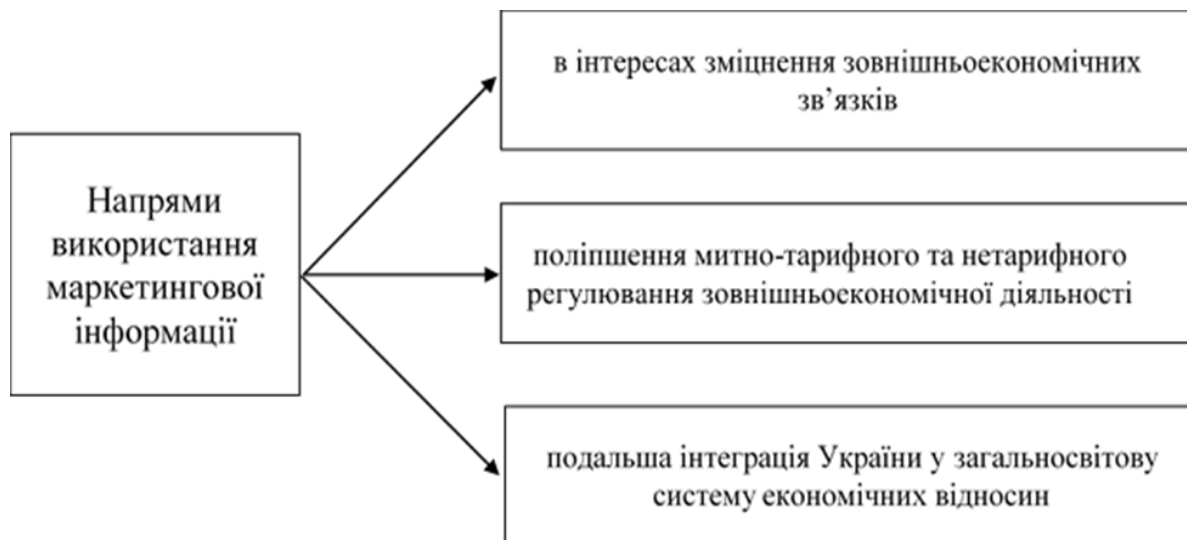 Напрями
використання
маркетингової
інформації
в інтересах зміцнення зовнішньоекономічних
зв’язків
поліпшення митно-тарифного та нетарифного
регулювання зовнішньоекономічної діяльності
подальша інтеграція України у загальносвітову
систему економічних відносин